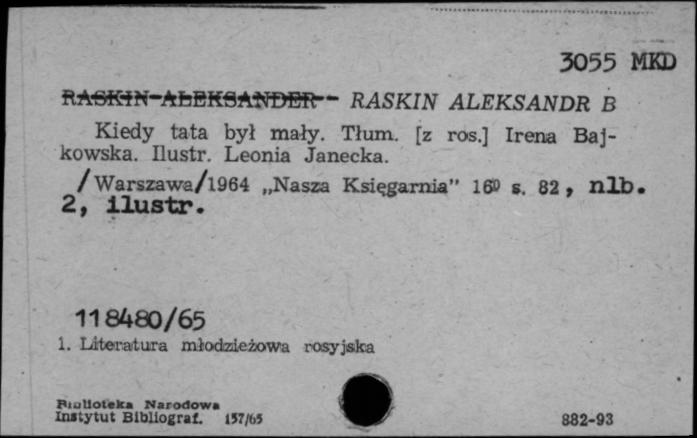 3055 MKD
RASKIN ALEKSANDER - RASKIN ALEKSANDR B
Kiedy tata był mały. Tłum. [z ros.] Irena Baj-
kowska. Ilustr. Leonia Janecka.
/Warszawa/1964 „Nasza Księgarnia” 16⁰ s. 82, nlb.
2, ilustr.
118480/65
1. Literatura młodzieżowa rosyjska
Biblioteka Narodowa
Instytut Bibliograf. 157/65
882-93